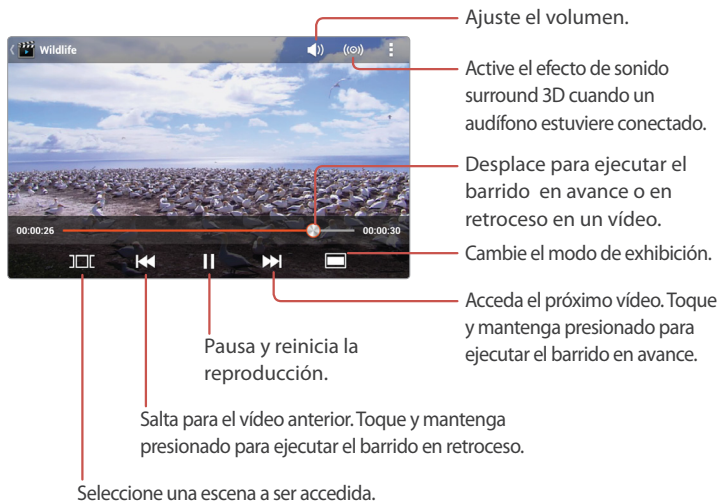 Ajuste el volumen.
Wildlife
Active el efecto de sonido
surround 3D cuando un
audífono estuviere conectado.
Desplace para ejecutar el
barrido en avance o en
retroceso en un vídeo.
00:00:26
00:00:30
Cambie el modo de exhibición.
Acceda el próximo vídeo. Toque
y mantenga presionado para
ejecutar el barrido en avance.
Pausa y reinicia la
reproducción.
Salta para el vídeo anterior. Toque y mantenga
presionado para ejecutar el barrido en retroceso.
Seleccione una escena a ser accedida.